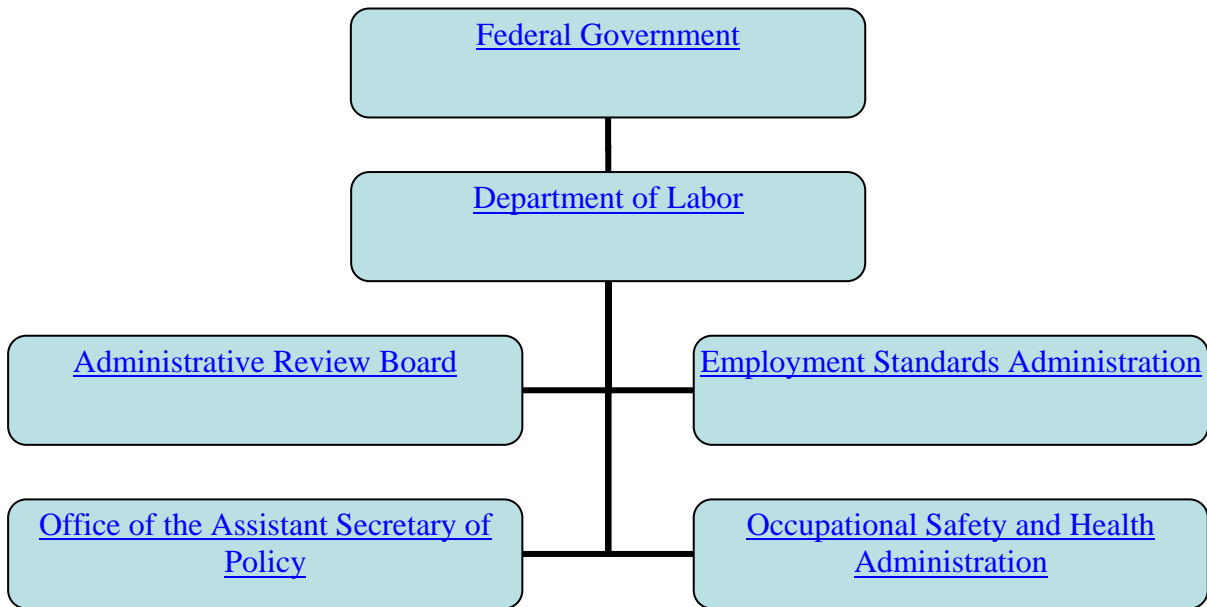 Federal Government
Department of Labor
Administrative Review Board
Employment Standards Administration
Office of the Assistant Secretary of
Policy
Occupational Safety and Health
Administration